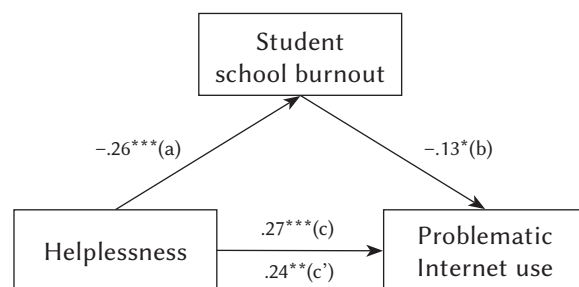 Student
school burnout
–.26***(a)
–.13*(b)
Helplessness
.27***(c)
.24**(c’)
Problematic
Internet use